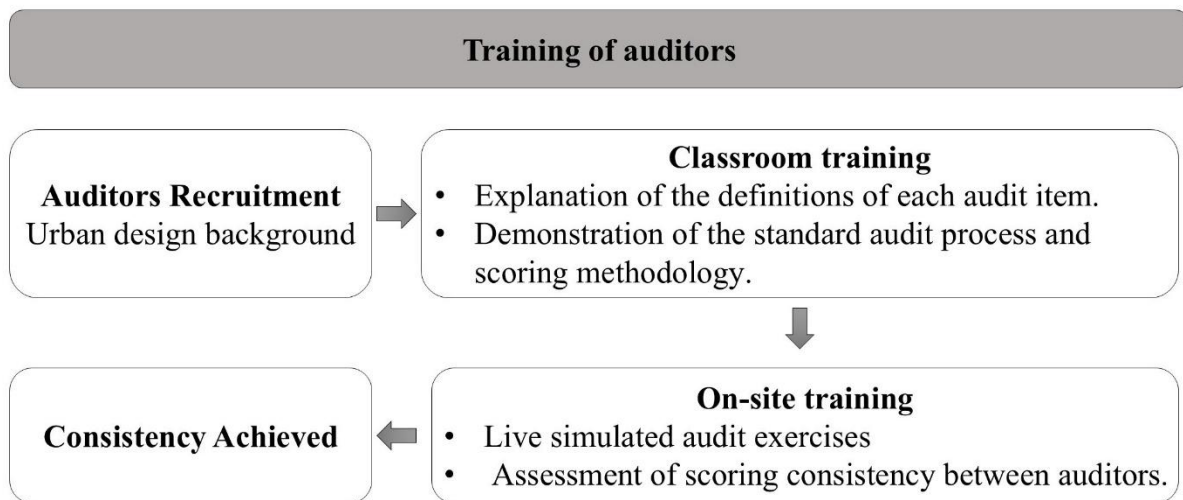 Training of auditors
Auditors Recruitment
Urban design background
Classroom training
• Explanation of the definitions of each audit item.
• Demonstration of the standard audit process and
scoring methodology.
On-site training
• Live simulated audit exercises
• Assessment of scoring consistency between auditors.
Consistency Achieved